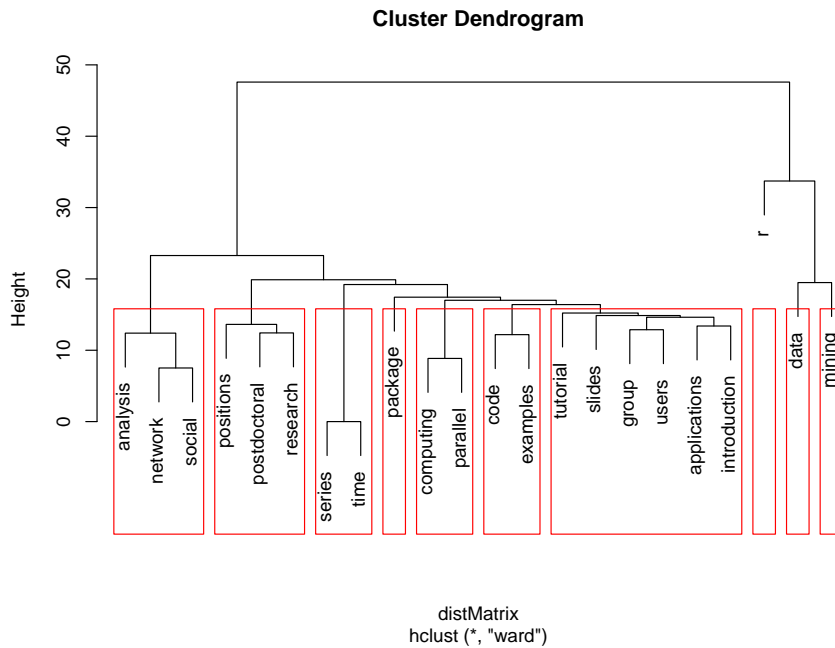 Cluster Dendrogram
50
40
30
20
10
0
Height
analysis
network
social
positions
postdoctoral
research
series
time
package
computing
parallel
code
examples
tutorial
slides
group
users
applications
introduction
r
data
mining
distMatrix
hclust (*, "ward")